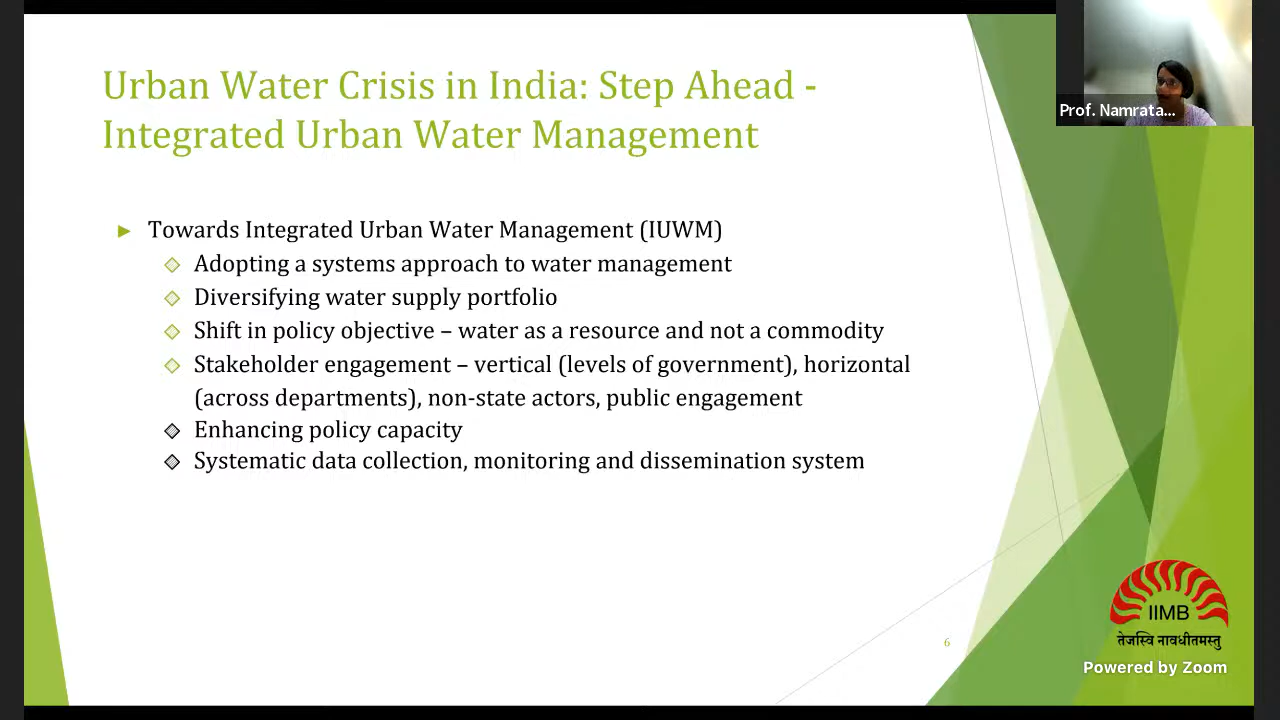 Urban Water Crisis in India: Step Ahead -
Integrated Urban Water Management
Prof. Namrata...
Towards Integrated Urban Water Management (IUWM)
Adopting a systems approach to water management
Diversifying water supply portfolio
Shift in policy objective – water as a resource and not a commodity
Stakeholder engagement – vertical (levels of government), horizontal
(across departments), non-state actors, public engagement
Enhancing policy capacity
Systematic data collection, monitoring and dissemination system
6
IIMB
तेजस्वि नावधीतमस्तु
Powered by Zoom